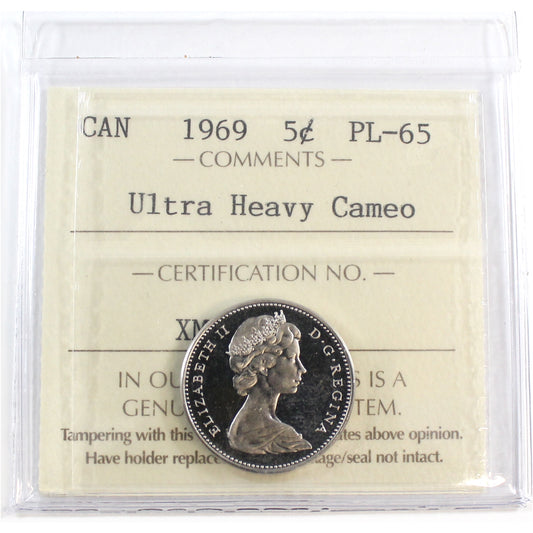 CAN 1969 5¢ PL-65
— COMMENTS —
Ultra Heavy Cameo
— CERTIFICATION NO. —
XM
IN OU S IS A
GENU TEM.
Tampering with this tes above opinion.
Have holder replace age/seal not intact.
ELIZABETH II D·G·REGINA